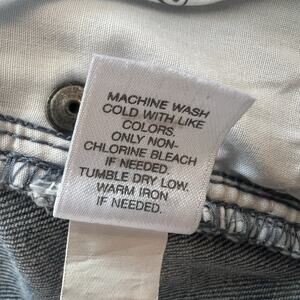 MACHINE WASH
COLD WITH LIKE
COLORS.
ONLY NON-
CHLORINE BLEACH
IF NEEDED.
TUMBLE DRY LOW.
WARM IRON
IF NEEDED.